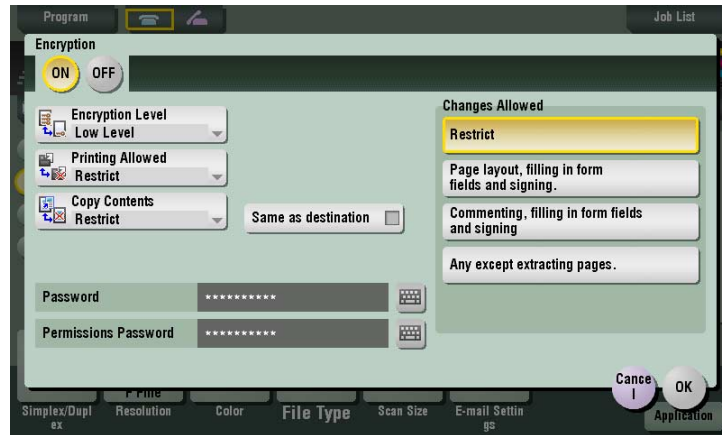 Program
Job List
Encryption
ON
OFF
Encryption Level
Low Level
Printing Allowed
Restrict
Copy Contents
Restrict
Same as destination
Changes Allowed
Restrict
Page layout, filling in form
fields and signing.
Commenting, filling in form fields
and signing
Any except extracting pages.
Password
**********
Permissions Password
**********
Cance
l
OK
Simplex/Dupl
ex
Resolution
Color
File Type
Scan Size
E-mail Settin
gs
Application